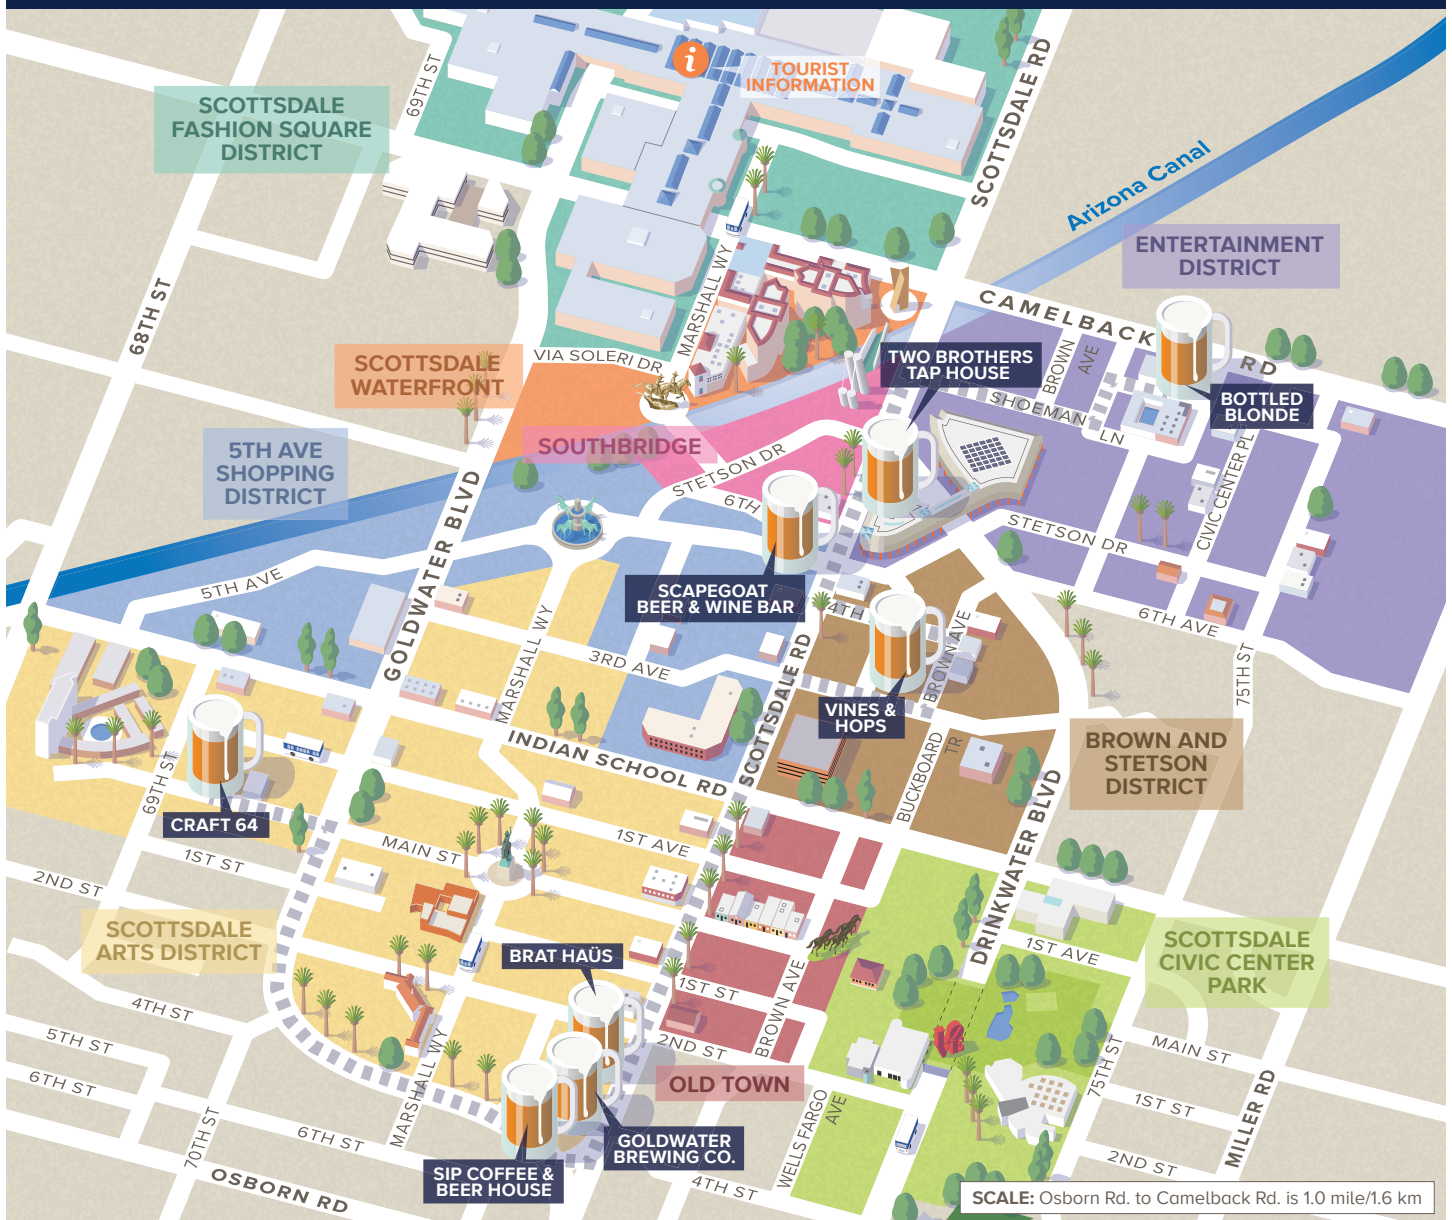 SCOTTSDALE
FASHION SQUARE
DISTRICT
69TH ST
i
TOURIST
INFORMATION
SCOTTSDALE RD
Arizona Canal
ENTERTAINMENT
DISTRICT
68TH ST
MARSHALL WY
CAMELBACK
RD
SCOTTSDALE
WATERFRONT
VIA SOLERI DR
TWO BROTHERS
TAP HOUSE
BROWN
AVE
SHOEMAN
LN
BOTTLED
BLONDE
5TH AVE
SHOPPING
DISTRICT
SOUTHBRIDGE
STETSON DR
6TH
CIVIC CENTER PL
GOLDWATER BLVD
STETSON DR
5TH AVE
SCAPEGOAT
BEER & WINE BAR
4TH
6TH AVE
MARSHALL WY
3RD AVE
SCOTTSDALE RD
BROWN AVE
75TH ST
VINES &
HOPS
INDIAN SCHOOL RD
BUCKBOARD
TR
BROWN AND
STETSON
DISTRICT
69TH ST
CRAFT 64
DRINKWATER BLVD
1ST ST
MAIN ST
1ST AVE
2ND ST
SCOTTSDALE
ARTS DISTRICT
BRAT HAÜS
1ST AVE
SCOTTSDALE
CIVIC CENTER
PARK
1ST ST
BROWN AVE
4TH ST
5TH ST
2ND ST
MAIN ST
6TH ST
MARSHALL WY
OLD TOWN
WELLS FARGO
AVE
75TH ST
1ST ST
MILLER RD
70TH ST
6TH ST
GOLDWATER
BREWING CO.
2ND ST
OSBORN RD
SIP COFFEE &
BEER HOUSE
4TH ST
SCALE: Osborn Rd. to Camelback Rd. is 1.0 mile/1.6 km